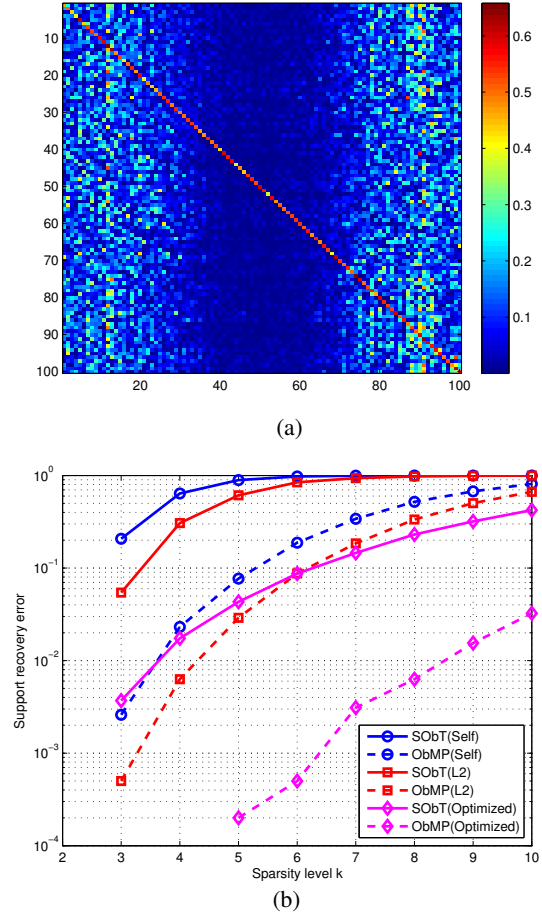 10
20
30
40
50
60
70
80
90
100
20 40 60 80 100
0.6
0.5
0.4
0.3
0.2
0.1
(a)
10^0
10^-1
10^-2
10^-3
10^-4
Support recovery error
SObT(Self)
ObMP(Self)
SObT(L2)
ObMP(L2)
SObT(Optimized)
ObMP(Optimized)
2 3 4 5 6 7 8 9 10
Sparsity level k
(b)